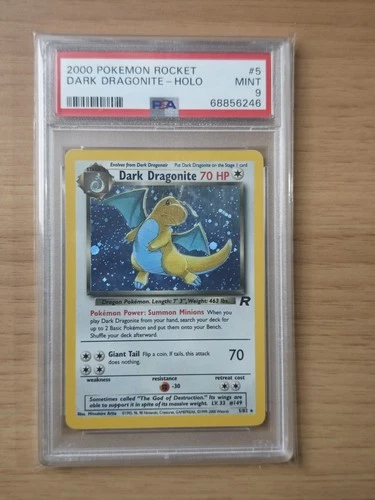 2000 POKEMON ROCKET #5
DARK DRAGONITE - HOLO MINT
9
PSA 68856246
Evolves from Dark Dragonair Put Dark Dragonite on the Stage 1 card
Dark Dragonite 70 HP
Dragon Pokémon. Length: 7' 3", Weight: 463 lbs.
R
Pokémon Power: Summon Minions When you
play Dark Dragonite from your hand, search your deck for
up to 2 Basic Pokémon and put them onto your Bench.
Shuffle your deck afterward.
Giant Tail Flip a coin. If tails, this attack 70
does nothing.
weakness resistance retreat cost
-30
Sometimes called "The God of Destruction." Its wings are
able to support it in spite of its massive weight. LV.33 #149
5/82